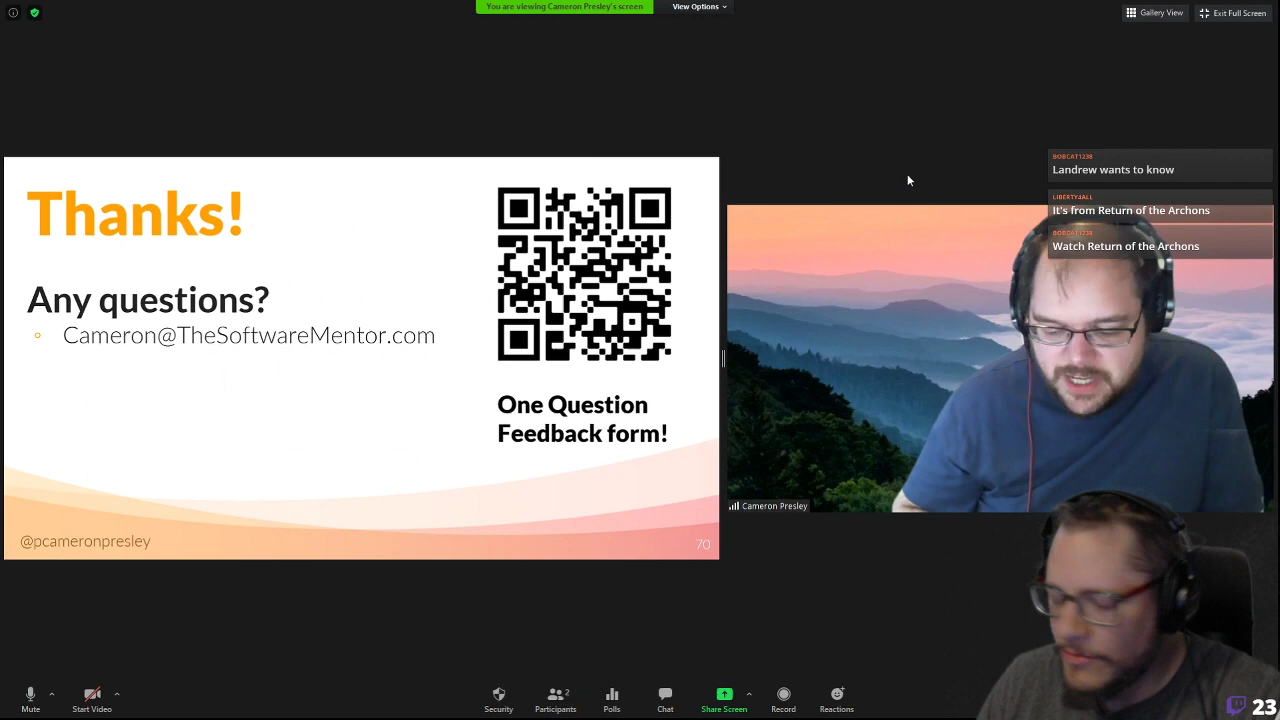 You are viewing Cameron Presley's screen
View Options
Gallery View
Exit Full Screen
Thanks!
Any questions?
Cameron@TheSoftwareMentor.com
One Question
Feedback form!
@pcameronpresley
70
BOBCAT1238
Landrew wants to know
LIBERTY4ALL
It's from Return of the Archons
BOBCAT1238
Watch Return of the Archons
Cameron Presley
Mute
Start Video
Security
Participants
2
Polls
Chat
Share Screen
Record
Reactions
23